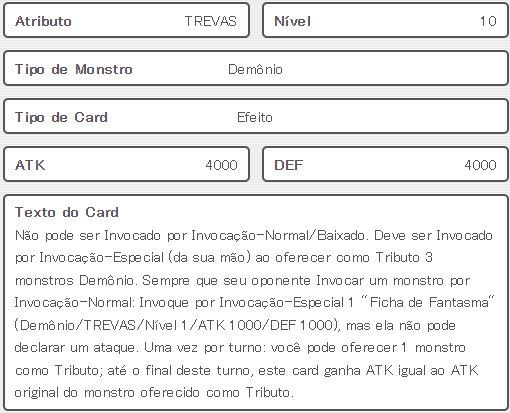 Atributo TREVAS
Nível 10
Tipo de Monstro Demônio
Tipo de Card Efeito
ATK 4000
DEF 4000
Texto do Card
Não pode ser Invocado por Invocação-Normal/Baixado. Deve ser Invocado
por Invocação-Especial (da sua mão) ao oferecer como Tributo 3
monstros Demônio. Sempre que seu oponente Invocar um monstro por
Invocação-Normal: Invoque por Invocação-Especial 1 "Ficha de Fantasma"
(Demônio/TREVAS/Nível 1/ATK 1000/DEF 1000), mas ela não pode
declarar um ataque. Uma vez por turno: você pode oferecer 1 monstro
como Tributo; até o final deste turno, este card ganha ATK igual ao ATK
original do monstro oferecido como Tributo.